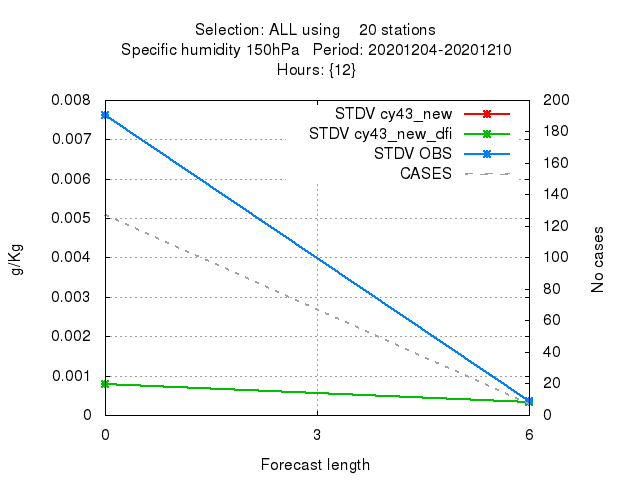 Selection: ALL using    20 stations
Specific humidity 150hPa   Period: 20201204-20201210
Hours: {12}
STDV cy43_new
STDV cy43_new_dfi
STDV OBS
CASES
0.008
0.007
0.006
0.005
0.004
0.003
0.002
0.001
0
g/Kg
200
180
160
140
120
100
80
60
40
20
0
No cases
0 3 6
Forecast length